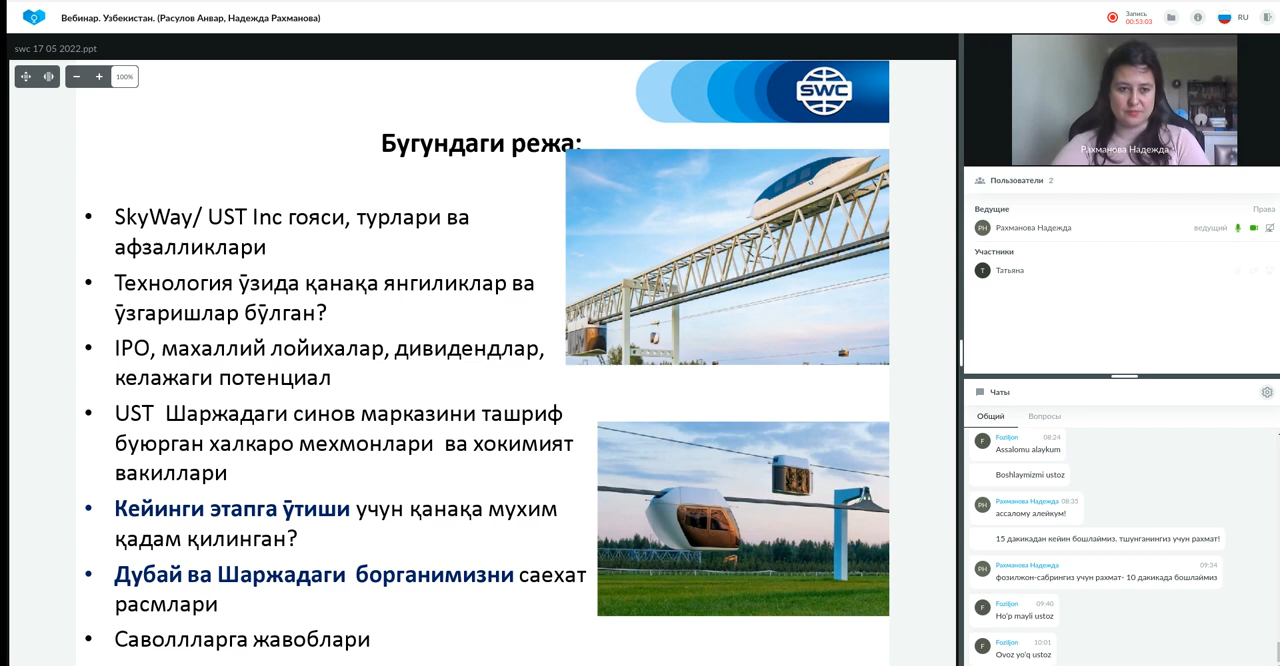 Вебинар. Узбекистан. (Расулов Анвар, Надежда Рахманова)
Запись
00:53:03
RU
swc 17 05 2022.ppt
100%
SWC
Бугундаги режа:
• SkyWay/ UST Inc гояси, турлари ва
афзалликлари
• Технология ўзида қанақа янгиликлар ва
ўзгаришлар бўлган?
• IPO, махаллий лойихалар, дивидендлар,
келажаги потенциал
• UST Шаржадаги синов марказини ташриф
буюрган халкаро мехмонлари ва хокимият
вакиллари
• Кейинги этапга ўтиши учун қанақа мухим
қадам қилинган?
• Дубай ва Шаржадаги борганимизни саехат
расмлари
• Саволлларга жавоблари
Рахманова Надежда
Пользователи 2
Ведущие Права
РН Рахманова Надежда ведущий
Участники
Т Татьяна
Чаты
Общий Вопросы
F Foziljon 08:24
Assalomu alaykum
Boshlaymizmi ustoz
РН Рахманова Надежда 08:35
ассалому алейкум!
15 дакикадан кейин бошлаймиз. тшунганингиз учун рахмат!
РН Рахманова Надежда 09:34
фозилжон-сабрингиз учун рахмат- 10 дакикада бошлаймиз
F Foziljon 09:40
Ho'p mayli ustoz
F Foziljon 10:01
Ovoz yo'q ustoz